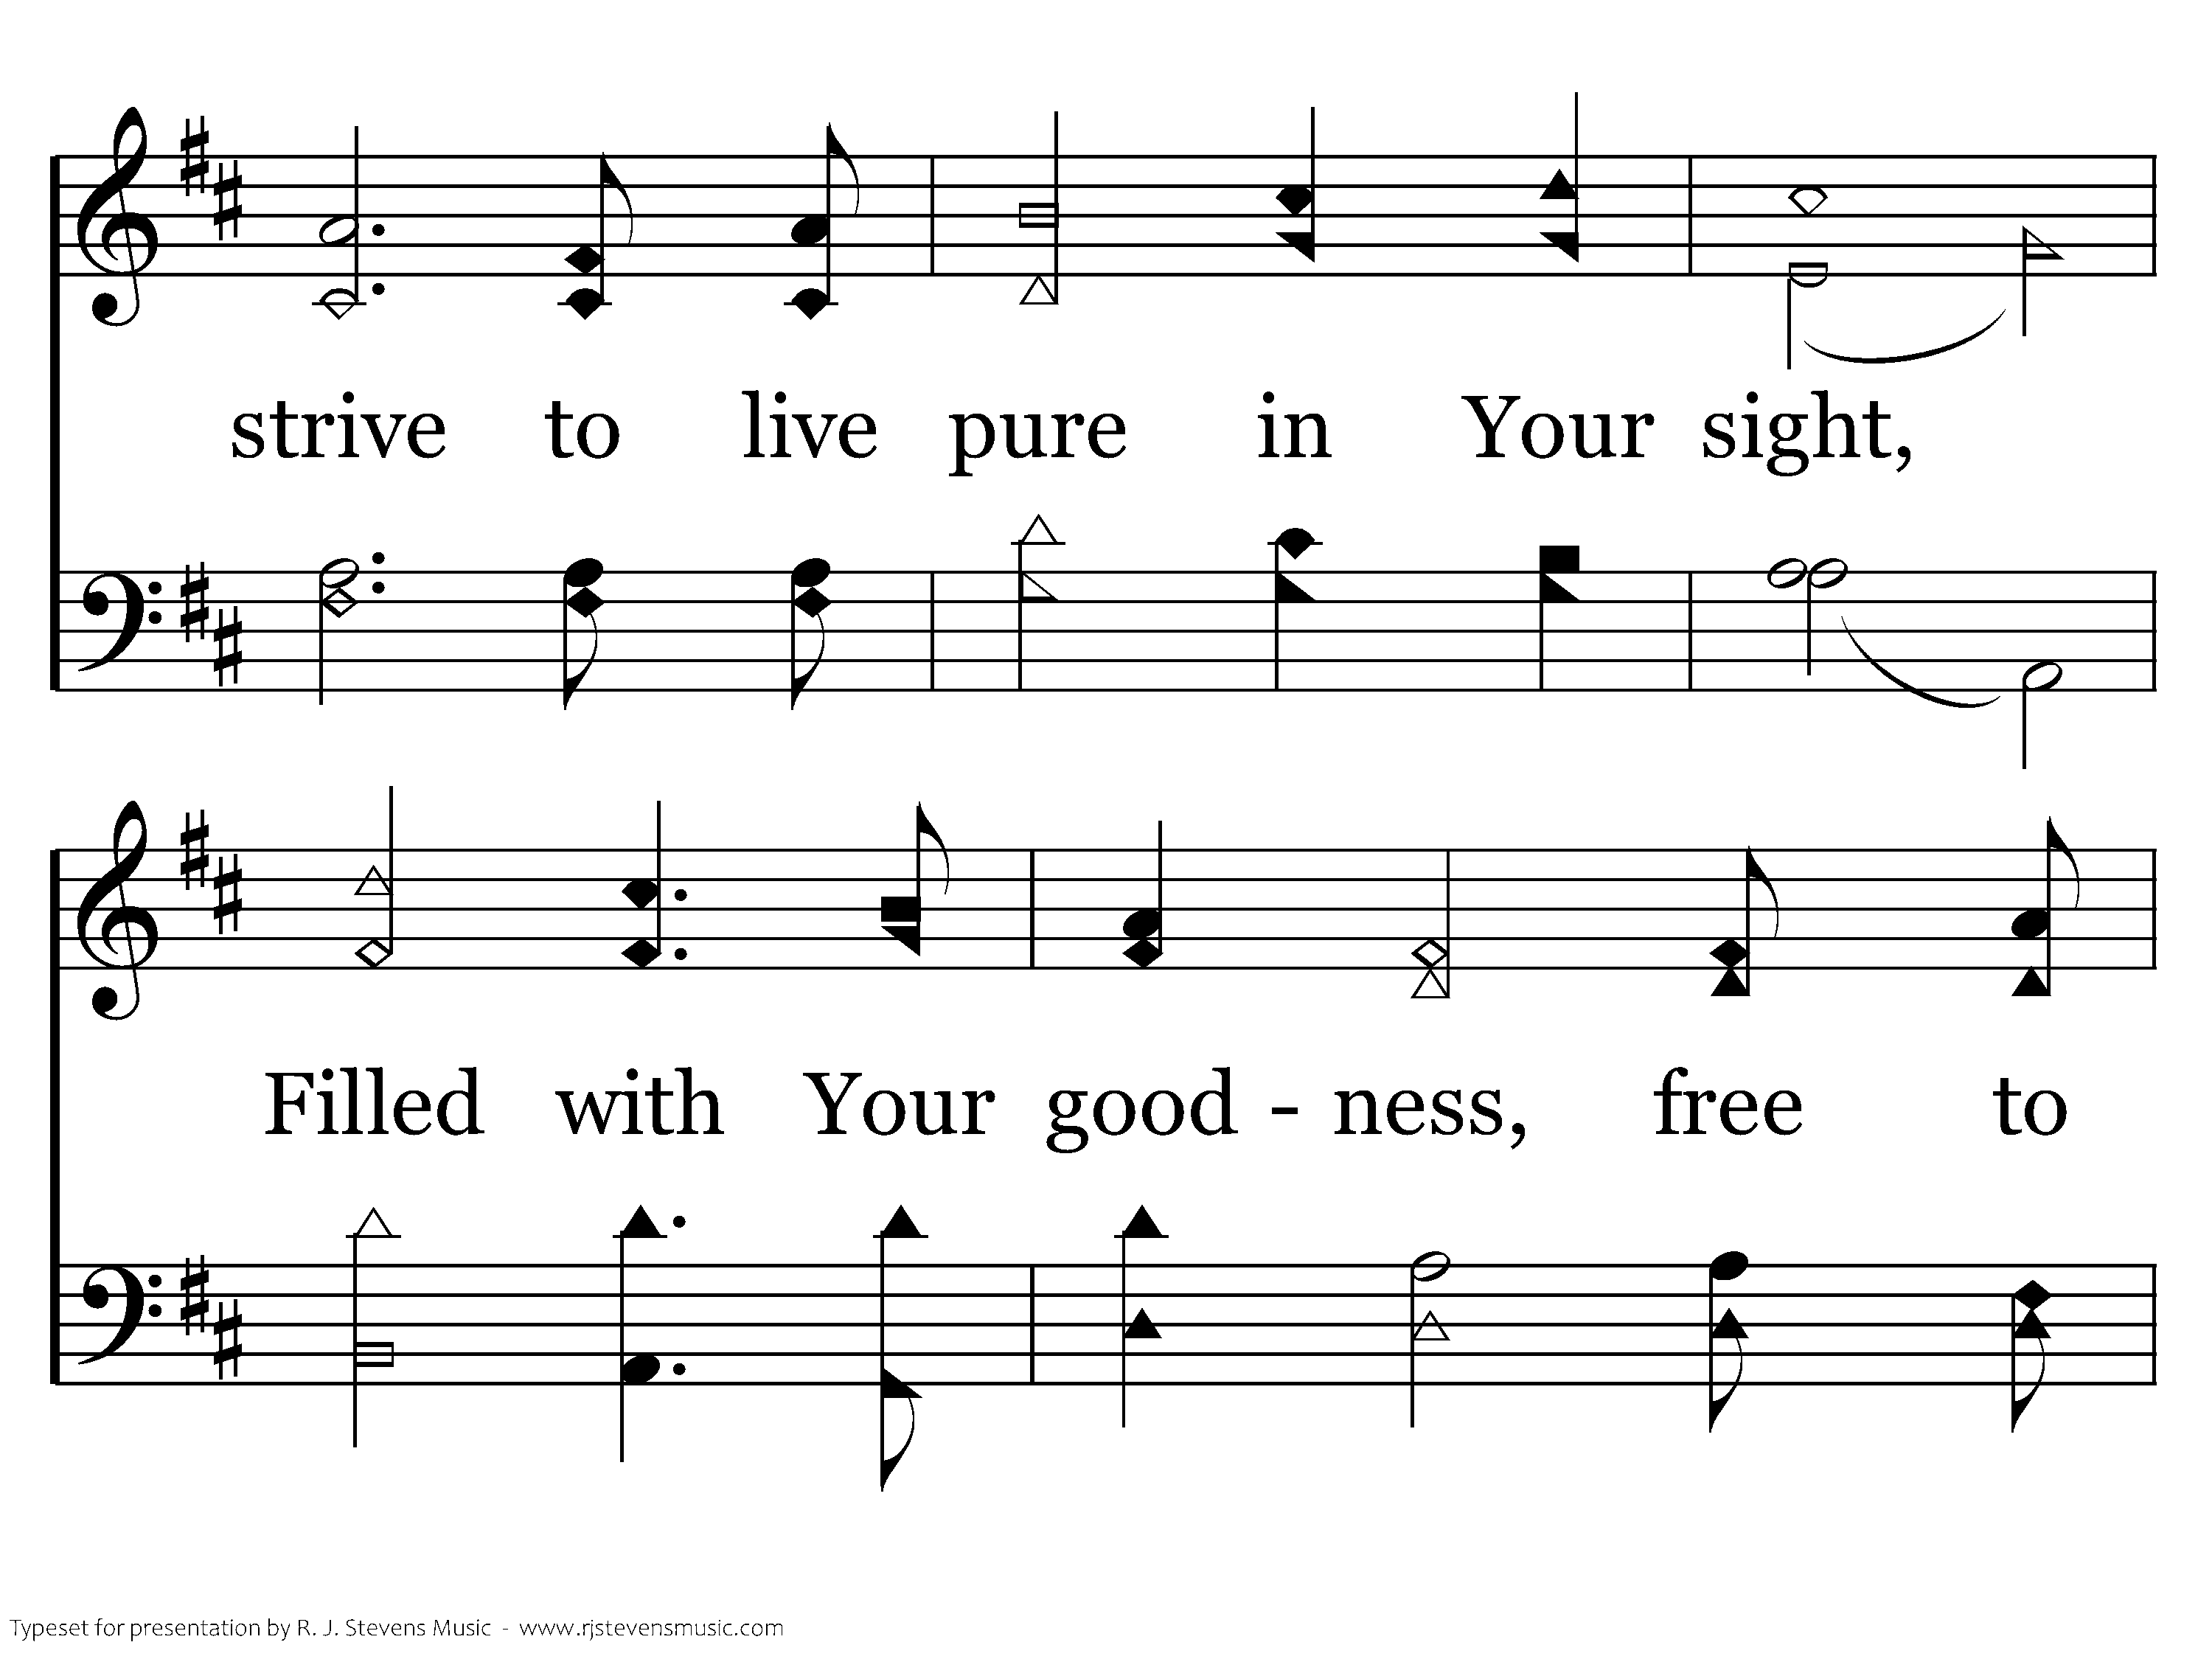 strive to live pure in Your sight,
Filled with Your good - ness, free to
Typeset for presentation by R. J. Stevens Music - www.rjstevensmusic.com